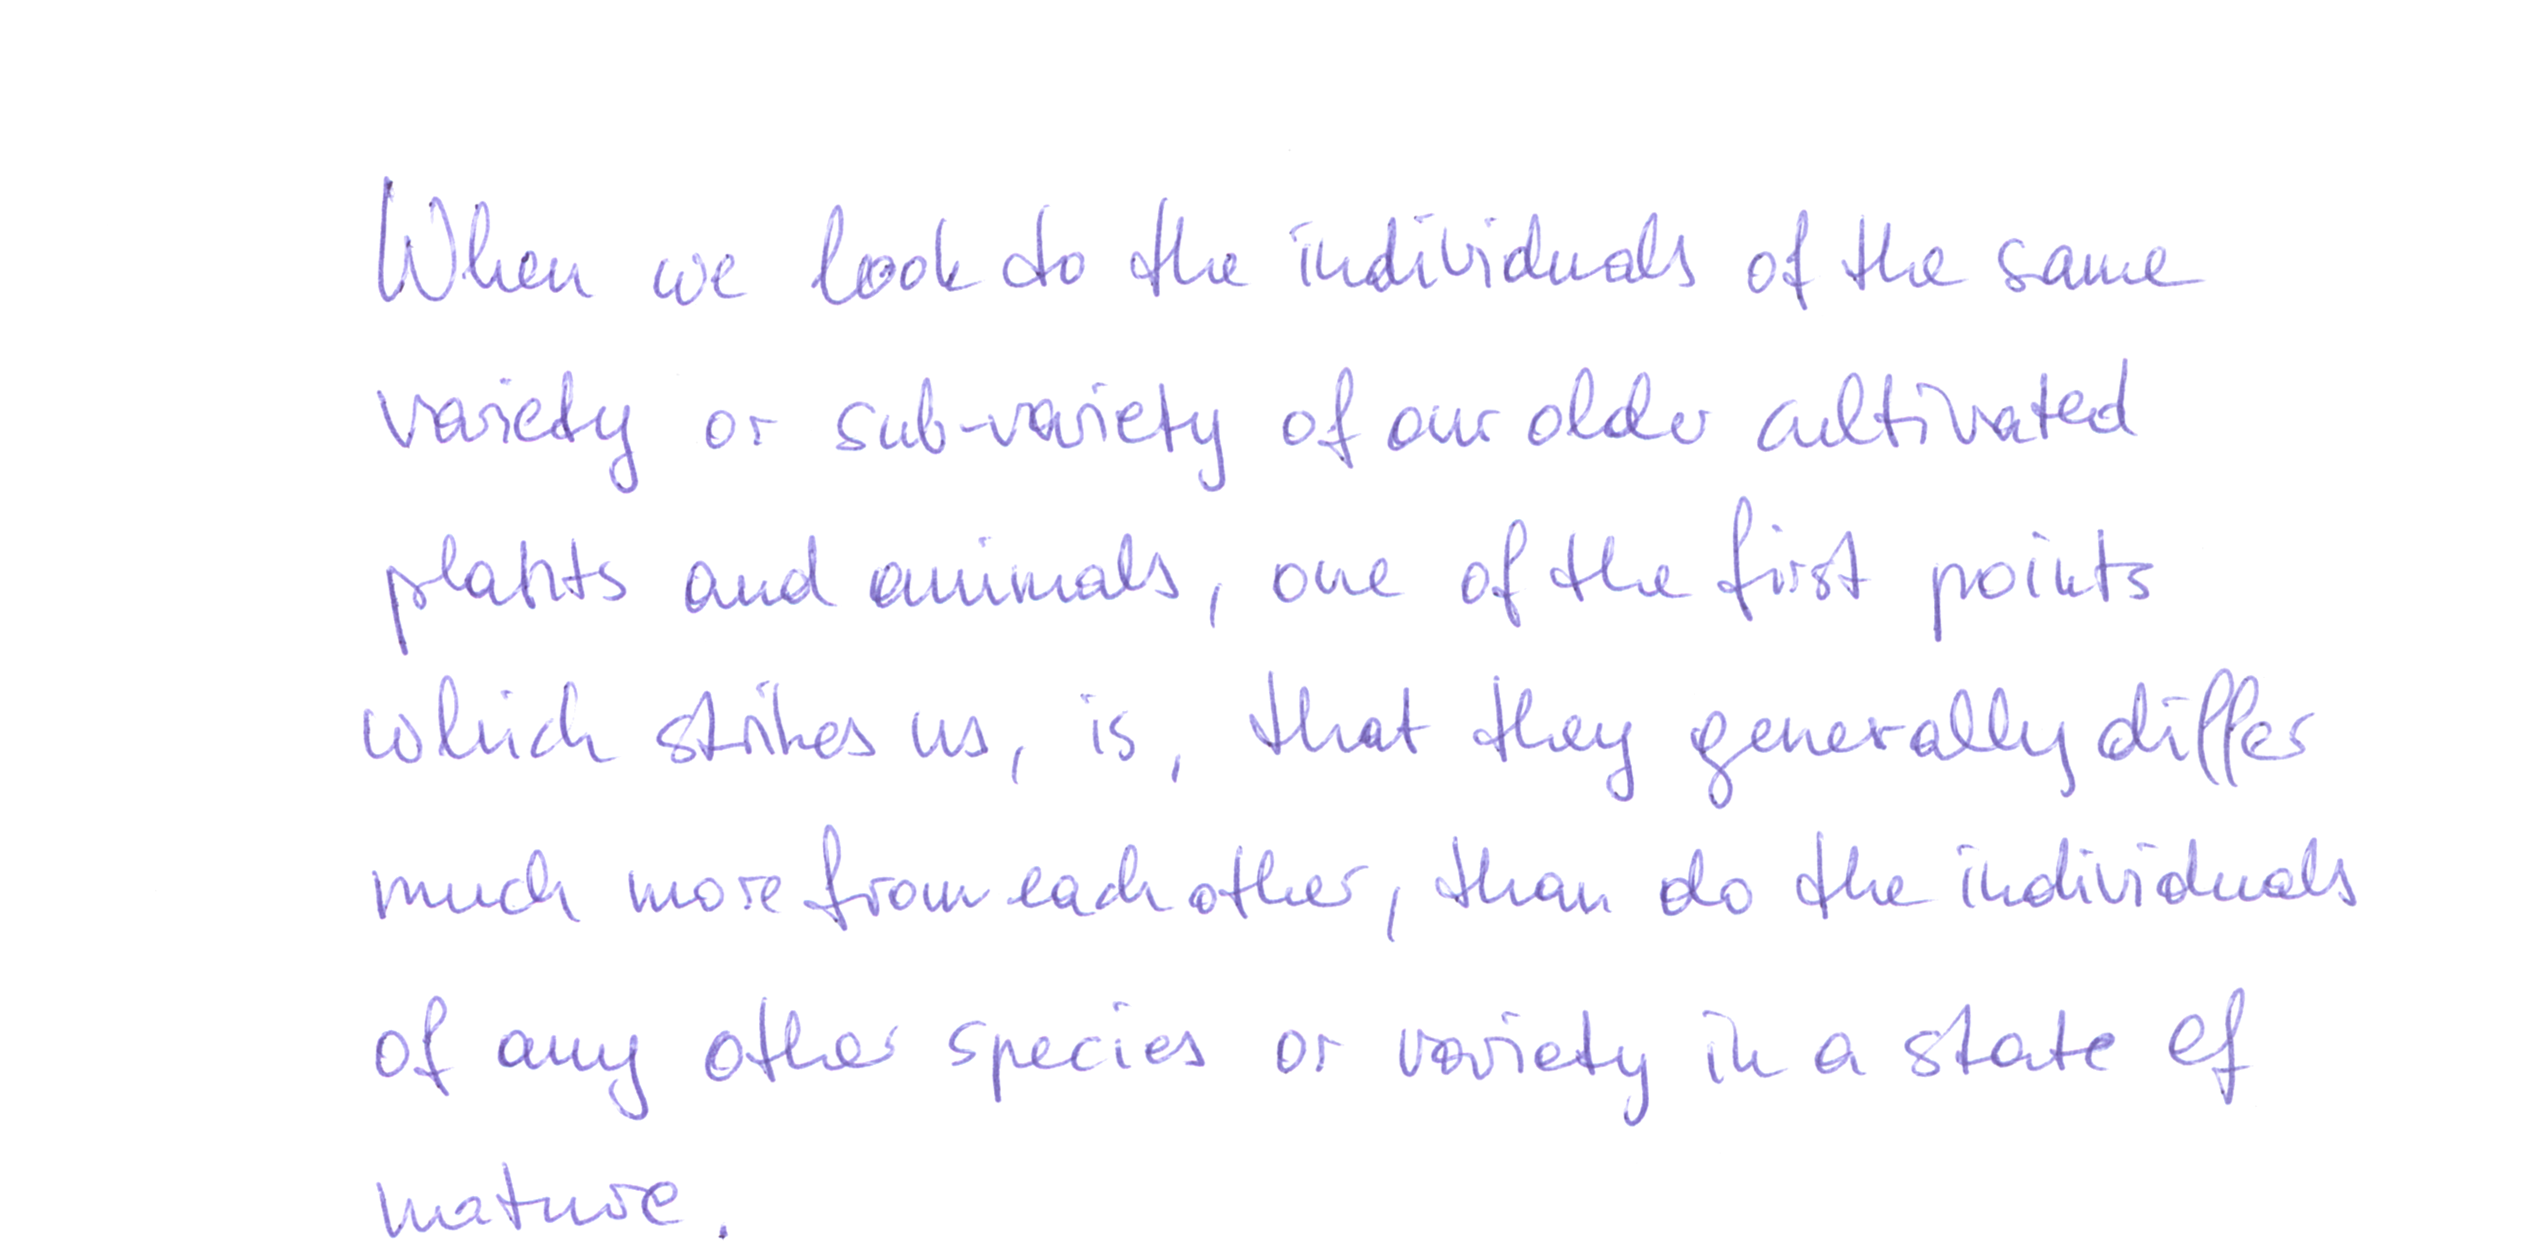 When we look to the individuals of the same
variety or sub-variety of our older cultivated
plants and animals, one of the first points
which strikes us, is, that they generally differ
much more from each other, than do the individuals
of any other species or variety in a state of
nature.